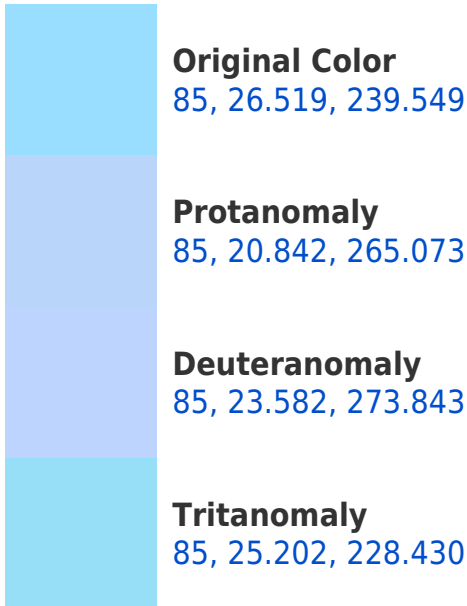 Original Color
85, 26.519, 239.549
Protanomaly
85, 20.842, 265.073
Deuteranomaly
85, 23.582, 273.843
Tritanomaly
85, 25.202, 228.430